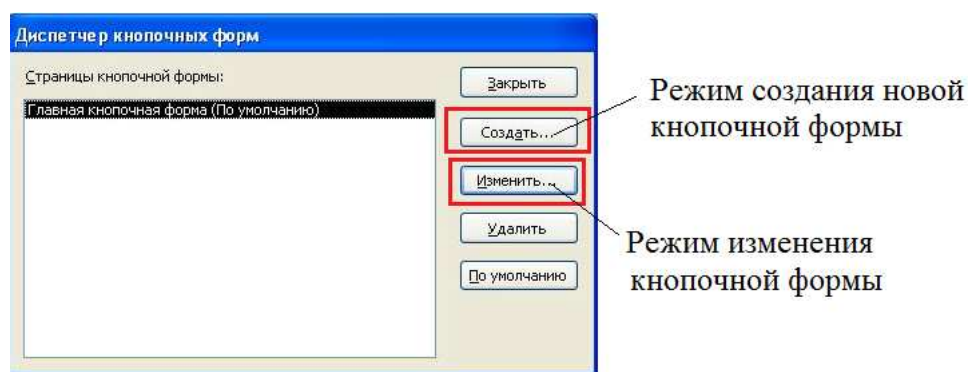 Диспетчер кнопочных форм
Страницы кнопочной формы:
Главная кнопочная форма (По умолчанию)
Закрыть
Создать...
Изменить...
Удалить
По умолчанию
Режим создания новой
кнопочной формы
Режим изменения
кнопочной формы